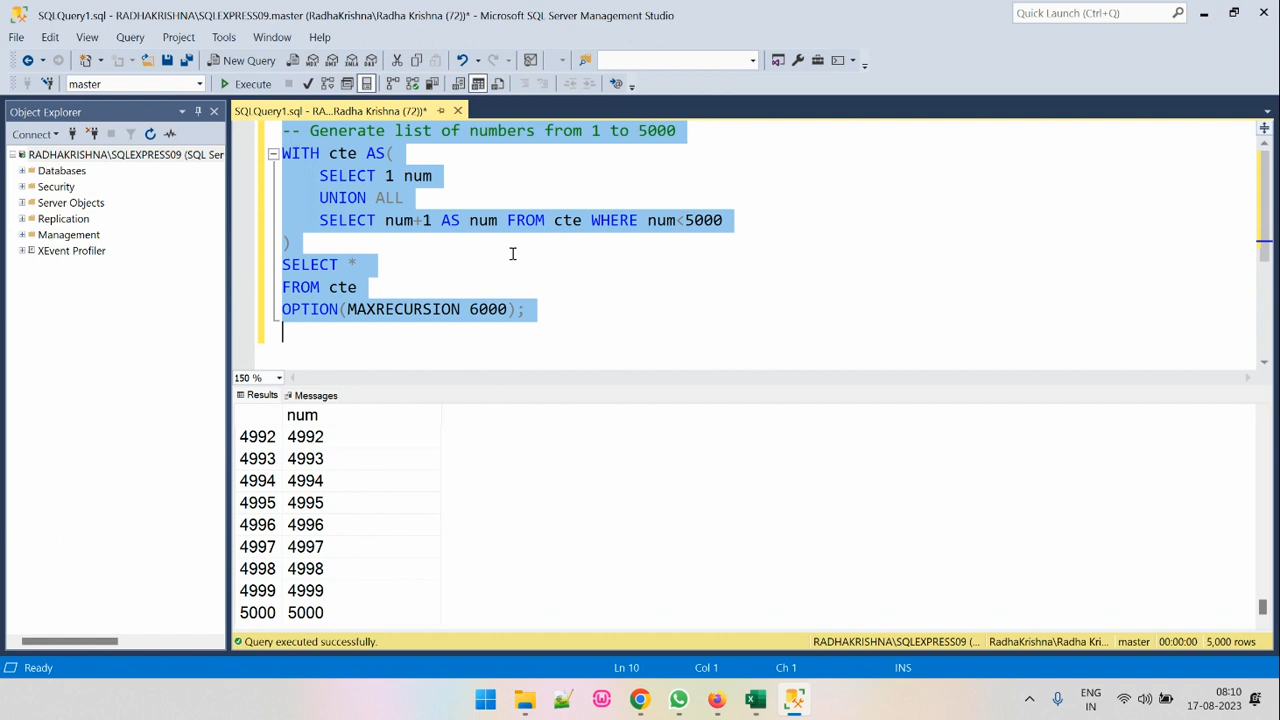 SQLQuery1.sql - RADHAKRISHNA\SQLEXPRESS09.master (RadhaKrishna\Radha Krishna (72))* - Microsoft SQL Server Management Studio
Quick Launch (Ctrl+Q)
File Edit View Query Project Tools Window Help
New Query
MDX DMX XMLA DAX
master Execute
Object Explorer
SQLQuery1.sql - RA...Radha Krishna (72))*
Connect
RADHAKRISHNA\SQLEXPRESS09 (SQL Ser
Databases
Security
Server Objects
Replication
Management
XEvent Profiler
-- Generate list of numbers from 1 to 5000
WITH cte AS(
SELECT 1 num
UNION ALL
SELECT num+1 AS num FROM cte WHERE num<5000
)
SELECT *
FROM cte
OPTION(MAXRECURSION 6000);
150 %
Results Messages
num
4992 4992
4993 4993
4994 4994
4995 4995
4996 4996
4997 4997
4998 4998
4999 4999
5000 5000
Query executed successfully. RADHAKRISHNA\SQLEXPRESS09 (... RadhaKrishna\Radha Kri... master 00:00:00 5,000 rows
Ready Ln 10 Col 1 Ch 1 INS
ENG
IN
08:10
17-08-2023